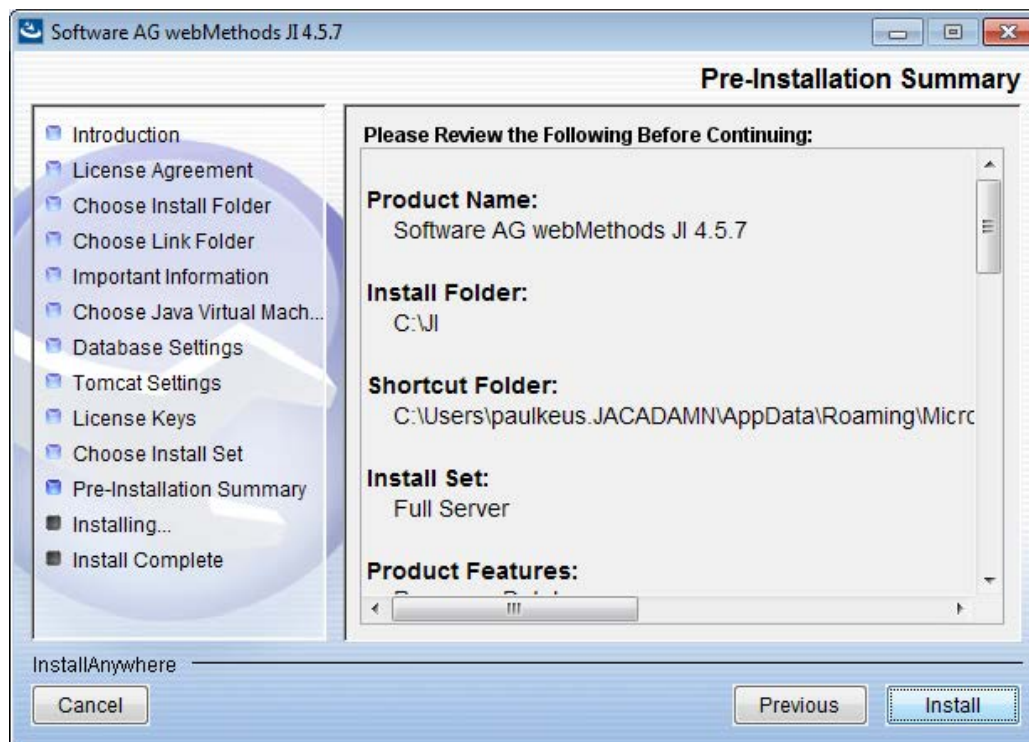 Software AG webMethods JI 4.5.7
Pre-Installation Summary
Introduction
License Agreement
Choose Install Folder
Choose Link Folder
Important Information
Choose Java Virtual Mach...
Database Settings
Tomcat Settings
License Keys
Choose Install Set
Pre-Installation Summary
Installing...
Install Complete
Please Review the Following Before Continuing:
Product Name:
Software AG webMethods JI 4.5.7
Install Folder:
C:\JI
Shortcut Folder:
C:\Users\paulkeus.JACADAMN\AppData\Roaming\Micro
Install Set:
Full Server
Product Features:
InstallAnywhere
Cancel
Previous
Install